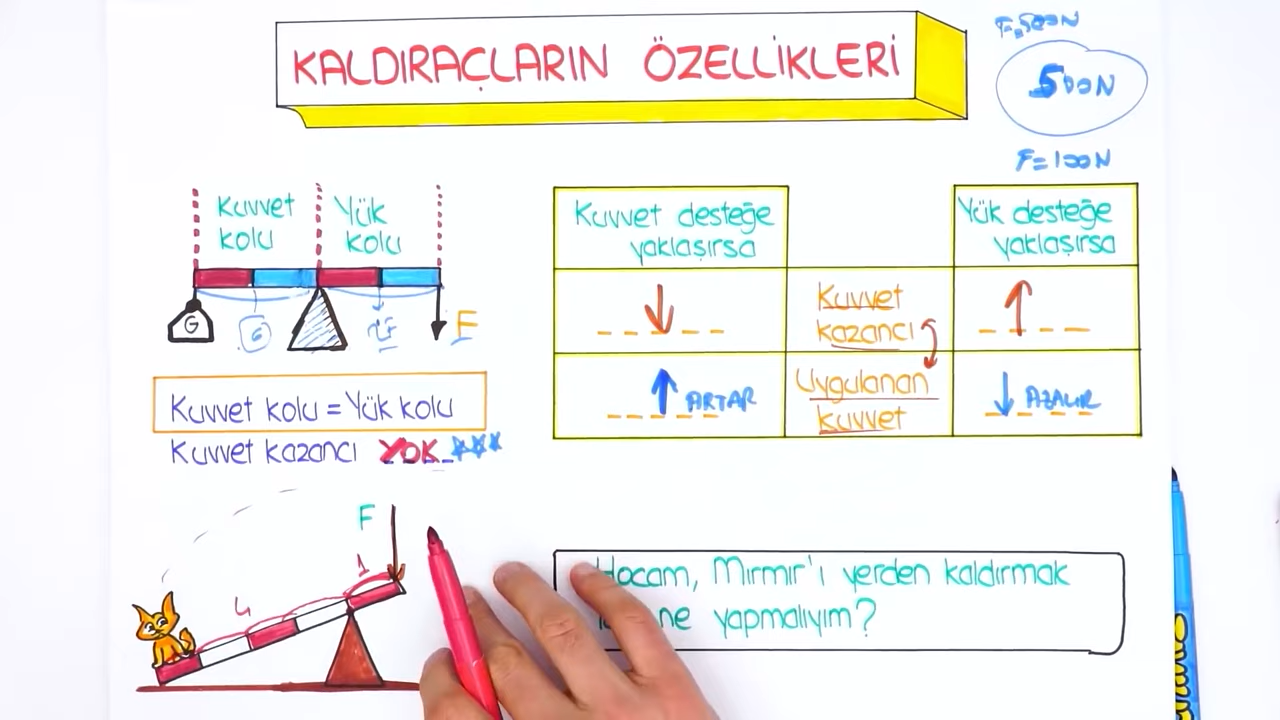 KALDIRAÇLARIN ÖZELLİKLERİ
F=500N
500N
F=100N
Kuvvet kolu
Yük kolu
G
F
Kuvvet kolu = Yük kolu
Kuvvet kazancı YOK
Kuvvet desteğe yaklaşırsa
Yük desteğe yaklaşırsa
Kuvvet kazancı
Uygulanan kuvvet
ARTAR
AZALIR
F
1
4
Hocam, Mırmır'ı yerden kaldırmak
ne yapmalıyım?